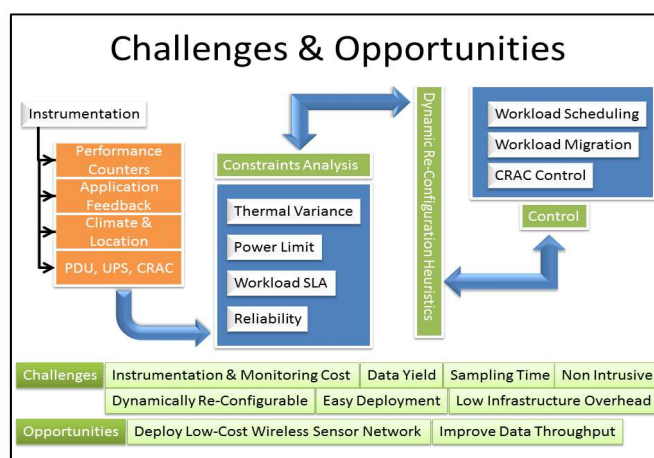 Challenges & Opportunities
Instrumentation
Performance
Counters
Application
Feedback
Climate &
Location
PDU, UPS, CRAC
Constraints Analysis
Thermal Variance
Power Limit
Workload SLA
Reliability
Dynamic Re-Configuration Heuristics
Workload Scheduling
Workload Migration
CRAC Control
Control
Challenges
Instrumentation & Monitoring Cost
Data Yield
Sampling Time
Non Intrusive
Dynamically Re-Configurable
Easy Deployment
Low Infrastructure Overhead
Opportunities
Deploy Low-Cost Wireless Sensor Network
Improve Data Throughput